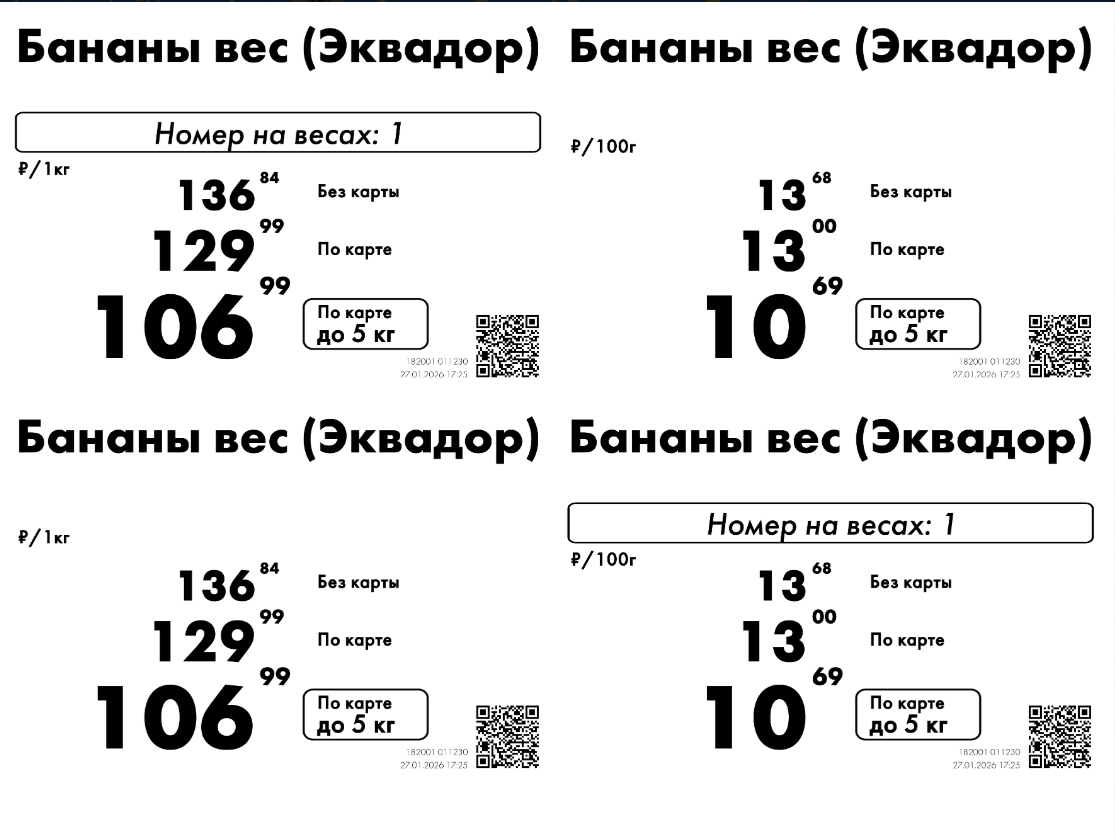 Бананы вес (Эквадор)
Номер на весах: 1
₽/1кг
136 84 Без карты
129 99 По карте
106 99 По карте
до 5 кг
182001 011230
27.01.2026 17:25
Бананы вес (Эквадор)
₽/100г
13 68 Без карты
13 00 По карте
10 69 По карте
до 5 кг
182001 011230
27.01.2026 17:25
Бананы вес (Эквадор)
₽/1кг
136 84 Без карты
129 99 По карте
106 99 По карте
до 5 кг
182001 011230
27.01.2026 17:25
Бананы вес (Эквадор)
Номер на весах: 1
₽/100г
13 68 Без карты
13 00 По карте
10 69 По карте
до 5 кг
182001 011230
27.01.2026 17:25